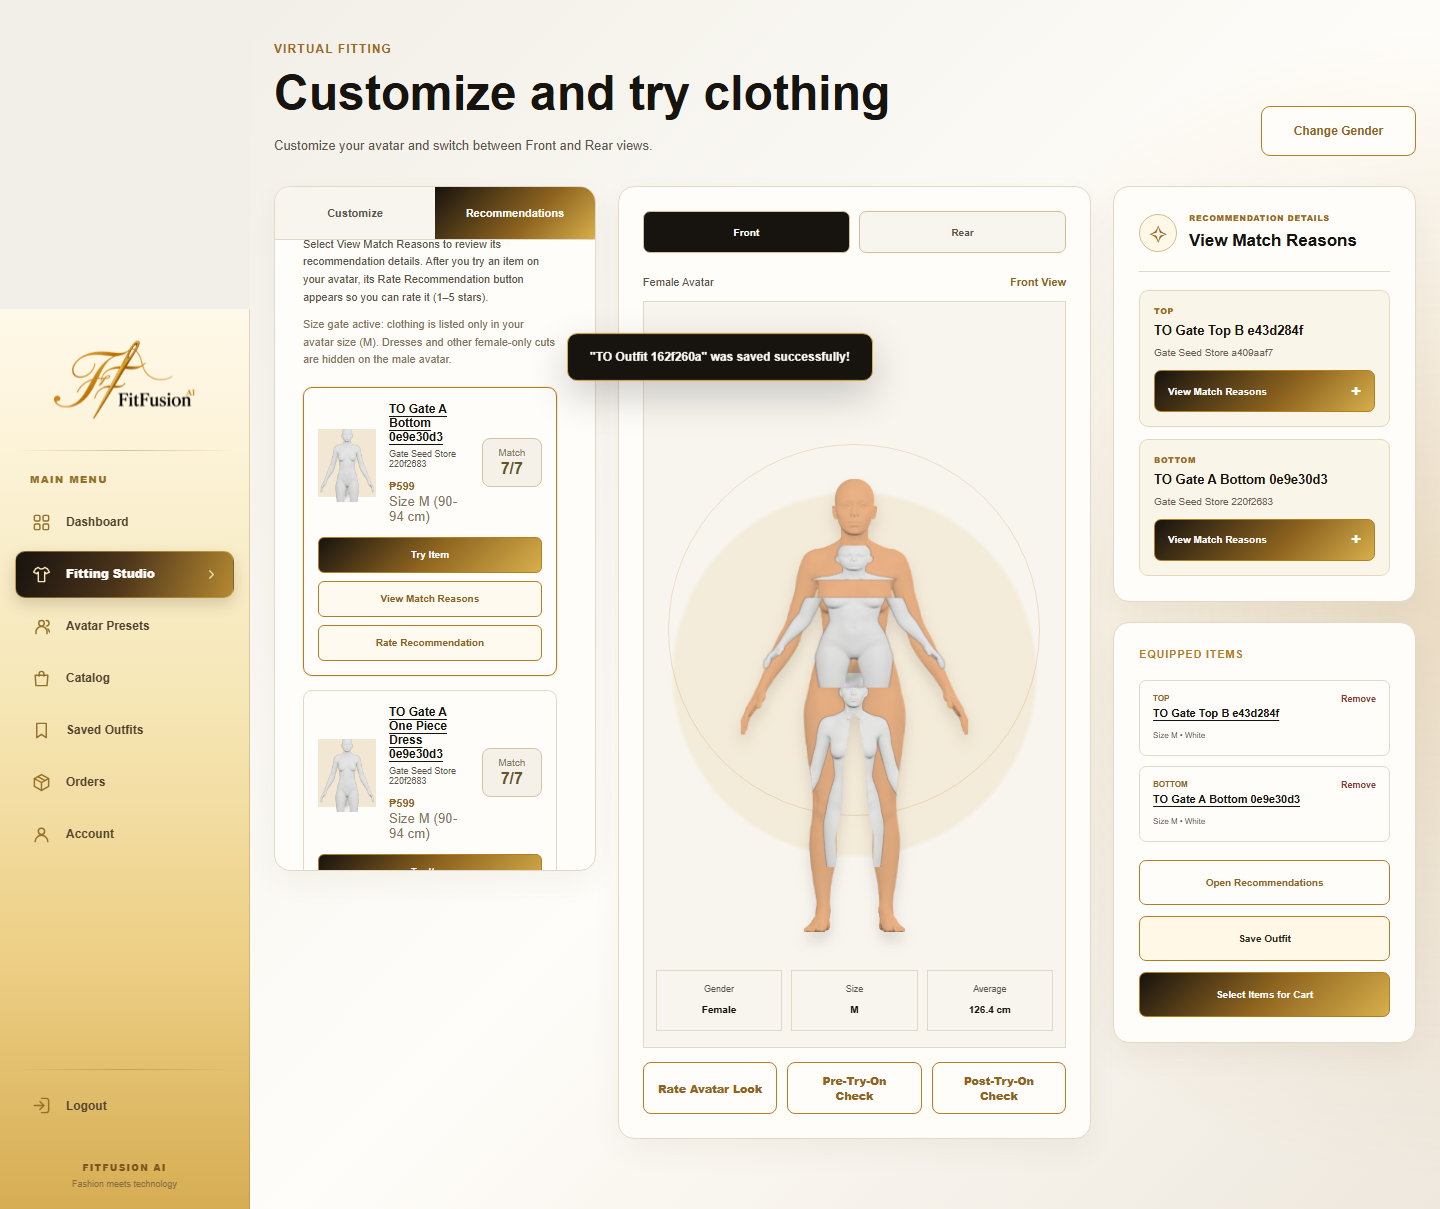 VIRTUAL FITTING
Customize and try clothing
Customize your avatar and switch between Front and Rear views.
Change Gender
FitFusion AI
MAIN MENU
Dashboard
Fitting Studio
Avatar Presets
Catalog
Saved Outfits
Orders
Account
Logout
FITFUSION AI
Fashion meets technology
Customize
Recommendations
Select View Match Reasons to review its
recommendation details. After you try an item on
your avatar, its Rate Recommendation button
appears so you can rate it (1–5 stars).
Size gate active: clothing is listed only in your
avatar size (M). Dresses and other female-only cuts
are hidden on the male avatar.
TO Gate A
Bottom
0e9e30d3
Gate Seed Store
220f2683
₱599
Size M (90-
94 cm)
Match
7/7
Try Item
View Match Reasons
Rate Recommendation
TO Gate A
One Piece
Dress
0e9e30d3
Gate Seed Store
220f2683
₱599
Size M (90-
94 cm)
Match
7/7
Front
Rear
Female Avatar
Front View
"TO Outfit 162f260a" was saved successfully!
Gender
Female
Size
M
Average
126.4 cm
Rate Avatar Look
Pre-Try-On
Check
Post-Try-On
Check
RECOMMENDATION DETAILS
View Match Reasons
TOP
TO Gate Top B e43d284f
Gate Seed Store a409aaf7
View Match Reasons +
BOTTOM
TO Gate A Bottom 0e9e30d3
Gate Seed Store 220f2683
View Match Reasons +
EQUIPPED ITEMS
TOP
Remove
TO Gate Top B e43d284f
Size M • White
BOTTOM
Remove
TO Gate A Bottom 0e9e30d3
Size M • White
Open Recommendations
Save Outfit
Select Items for Cart